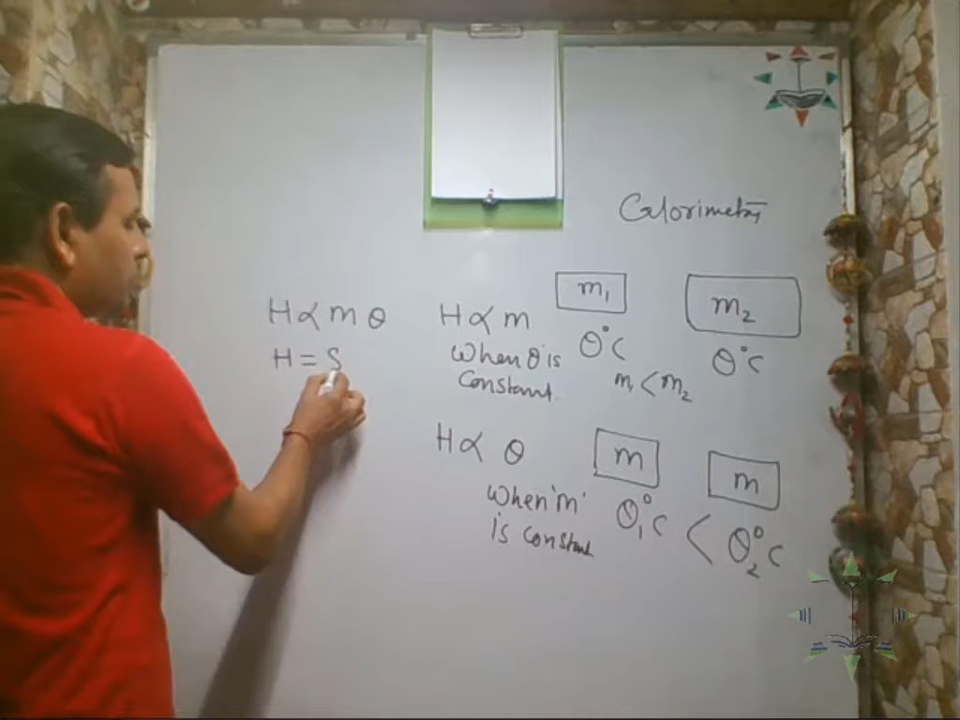 Calorimetry
H ∝ m θ
H = S
H ∝ m
When θ is
Constant.
m₁
θ°C
m₂
θ°C
m₁ < m₂
H ∝ θ
When 'm'
is constant
m
θ₁°C
<
m
θ₂°C